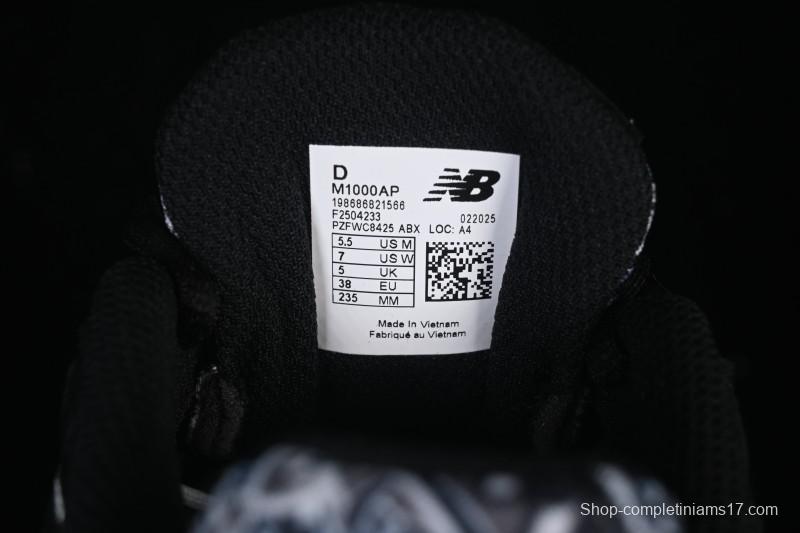 D
M1000AP
NB
198686821566
F2504233 022025
PZFWC8425 ABX LOC: A4
5.5 US M
7 US W
5 UK
38 EU
235 MM
Made In Vietnam
Fabriqué au Vietnam
Shop-completiniams17.com